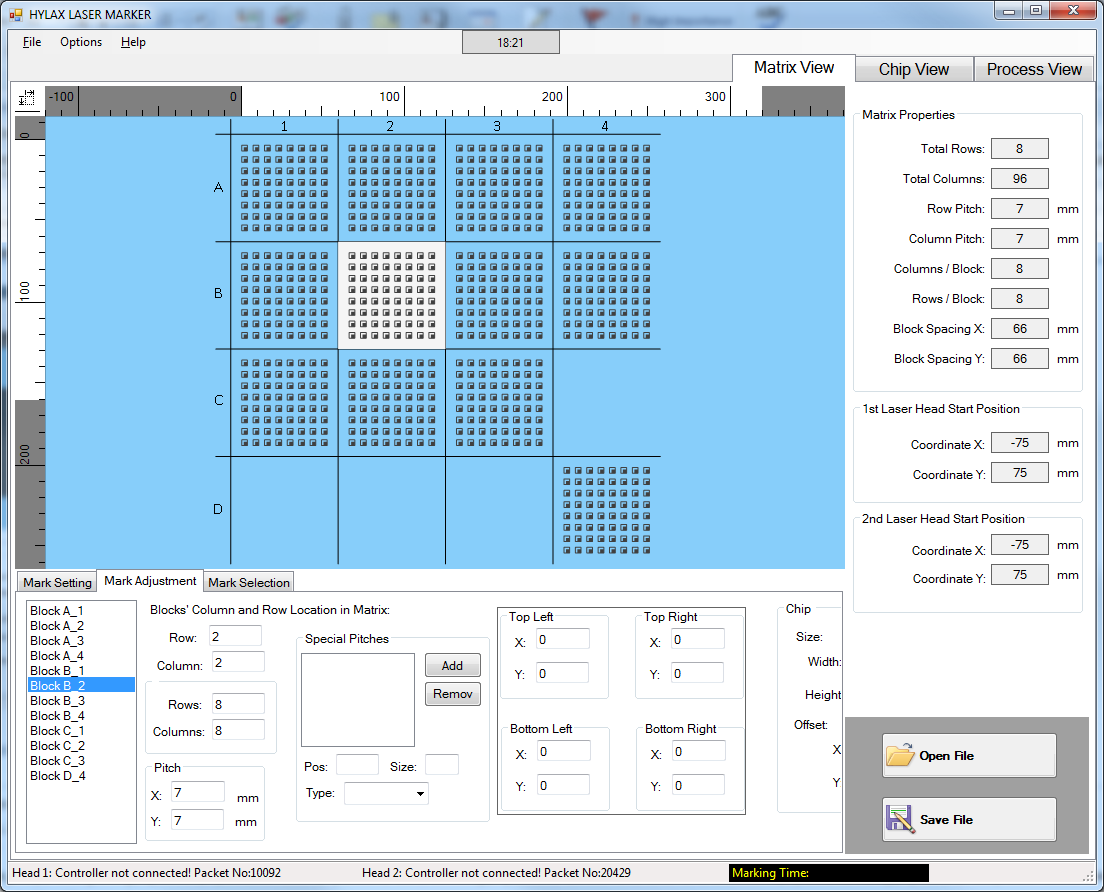 HYLAX LASER MARKER
File Options Help 18:21
Matrix View Chip View Process View
-100 0 100 200 300
0
100
200
1 2 3 4
A
B
C
D
Matrix Properties
Total Rows: 8
Total Columns: 96
Row Pitch: 7 mm
Column Pitch: 7 mm
Columns / Block: 8
Rows / Block: 8
Block Spacing X: 66 mm
Block Spacing Y: 66 mm
1st Laser Head Start Position
Coordinate X: -75 mm
Coordinate Y: 75 mm
2nd Laser Head Start Position
Coordinate X: -75 mm
Coordinate Y: 75 mm
Mark Setting Mark Adjustment Mark Selection
Block A_1
Block A_2
Block A_3
Block A_4
Block B_1
Block B_2
Block B_3
Block B_4
Block C_1
Block C_2
Block C_3
Block D_4
Blocks' Column and Row Location in Matrix:
Row: 2
Column: 2
Rows: 8
Columns: 8
Pitch
X: 7 mm
Y: 7 mm
Special Pitches
Add
Remov
Pos: Size:
Type:
Top Left
X: 0
Y: 0
Top Right
X: 0
Y: 0
Bottom Left
X: 0
Y: 0
Bottom Right
X: 0
Y: 0
Chip
Size:
Width:
Height
Offset:
X
Y
Open File
Save File
Head 1: Controller not connected! Packet No:10092 Head 2: Controller not connected! Packet No:20429 Marking Time: